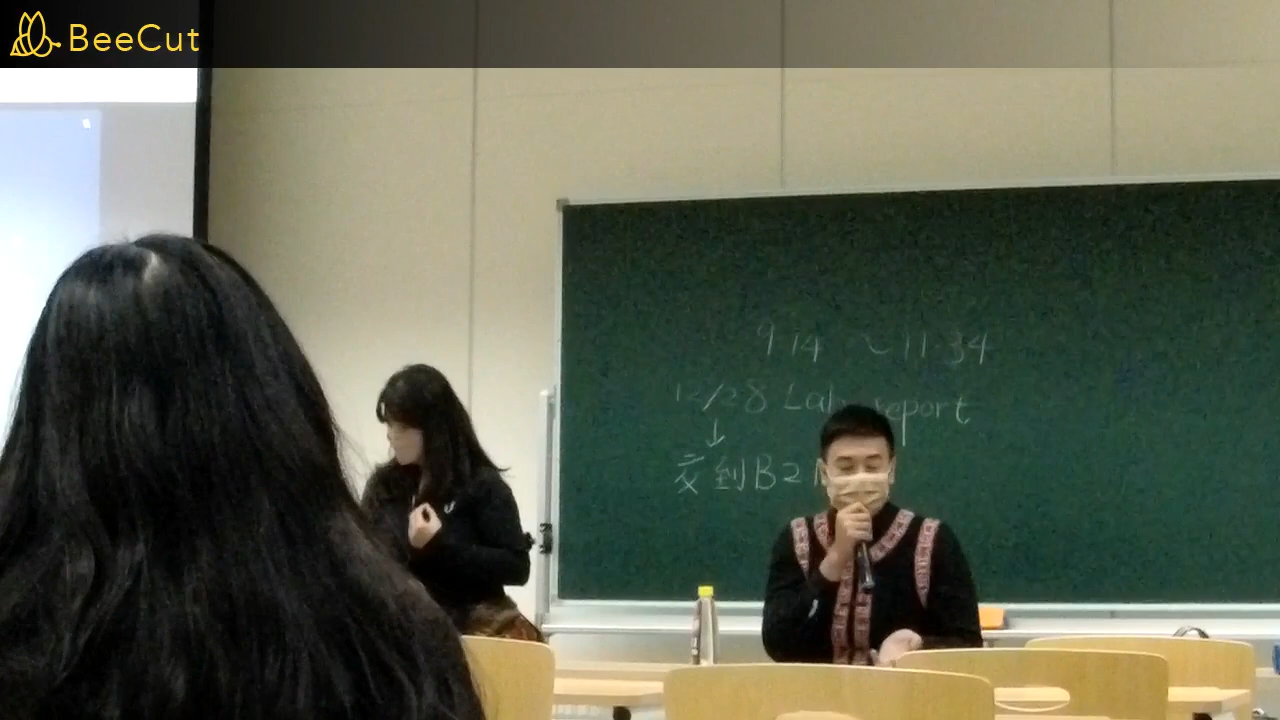 BeeCut
9 14 ~ 11:34
12/28 Lab report
↓
交到B2